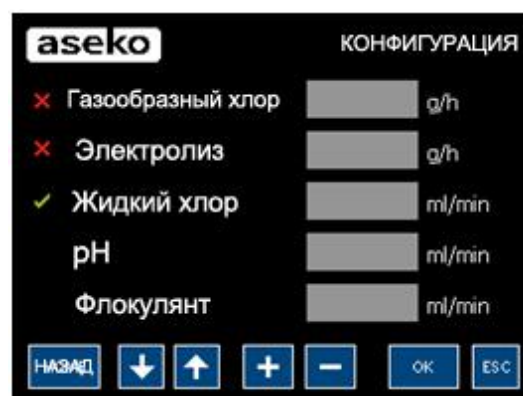 aseko КОНФИГУРАЦИЯ
Газообразный хлор g/h
Электролиз g/h
Жидкий хлор ml/min
pH ml/min
Флокулянт ml/min
НАЗАД OK ESC